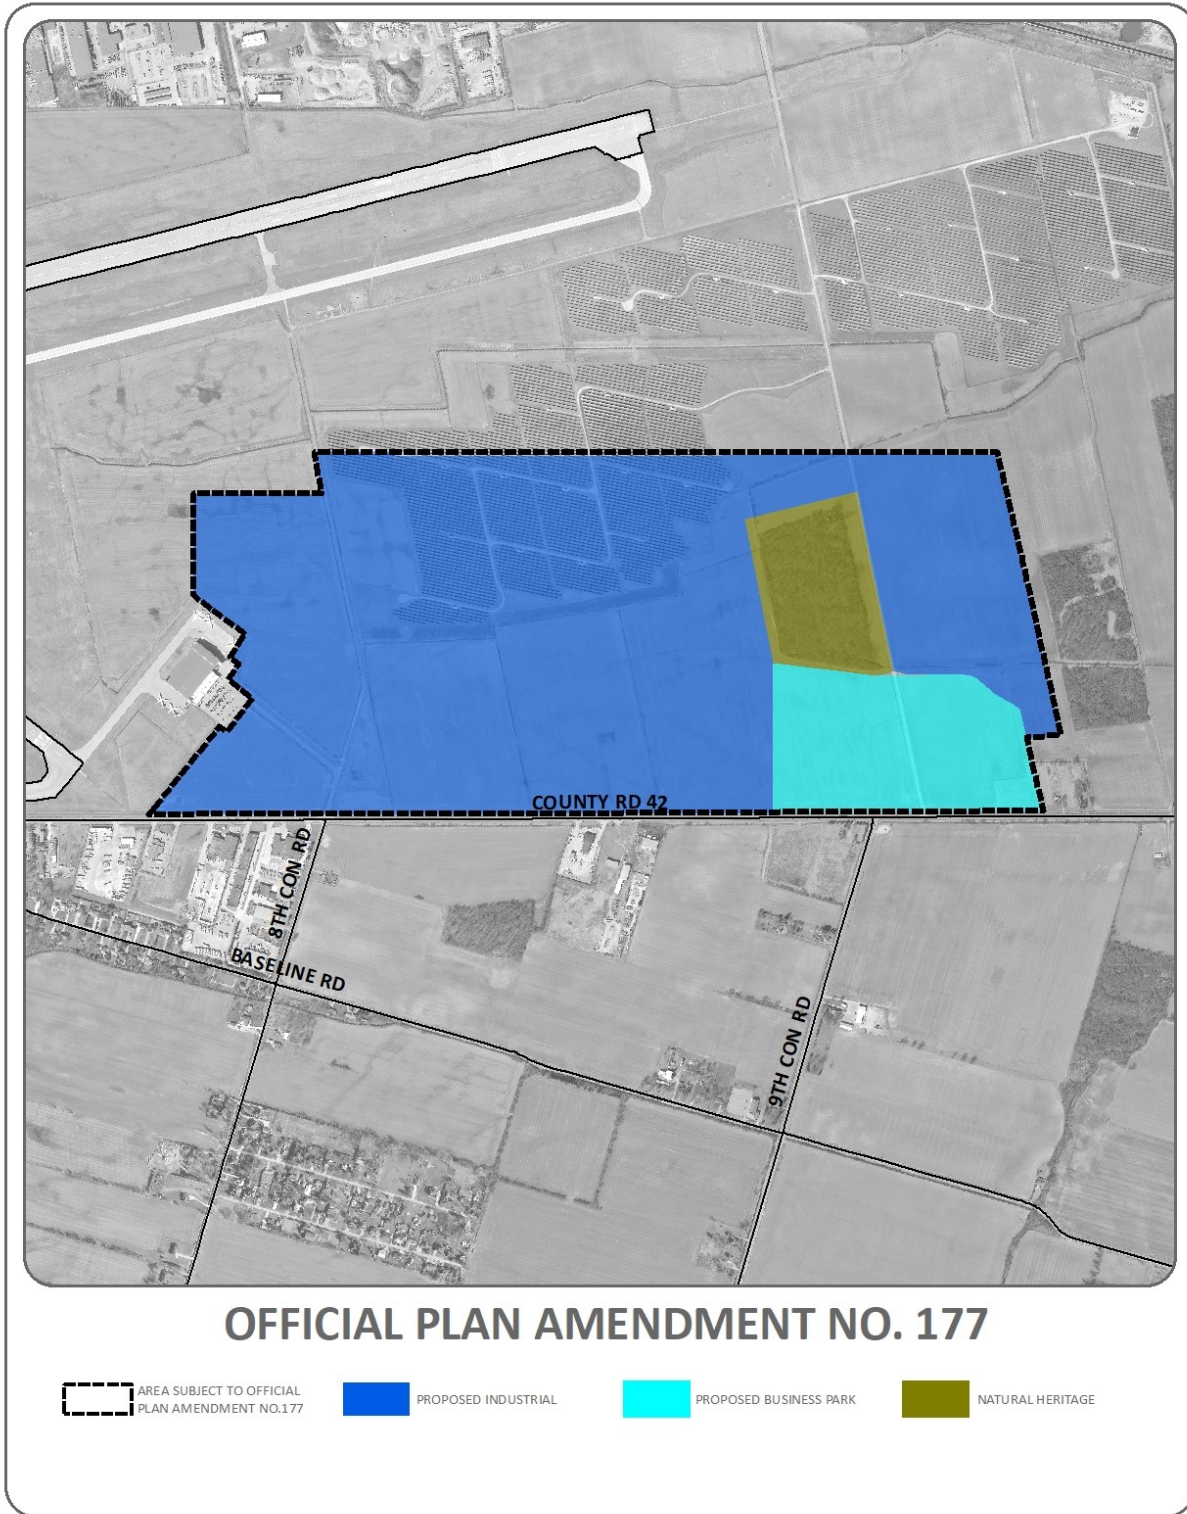 COUNTY RD 42
8TH CON RD
BASELINE RD
9TH CON RD
OFFICIAL PLAN AMENDMENT NO. 177
AREA SUBJECT TO OFFICIAL
PLAN AMENDMENT NO.177
PROPOSED INDUSTRIAL
PROPOSED BUSINESS PARK
NATURAL HERITAGE